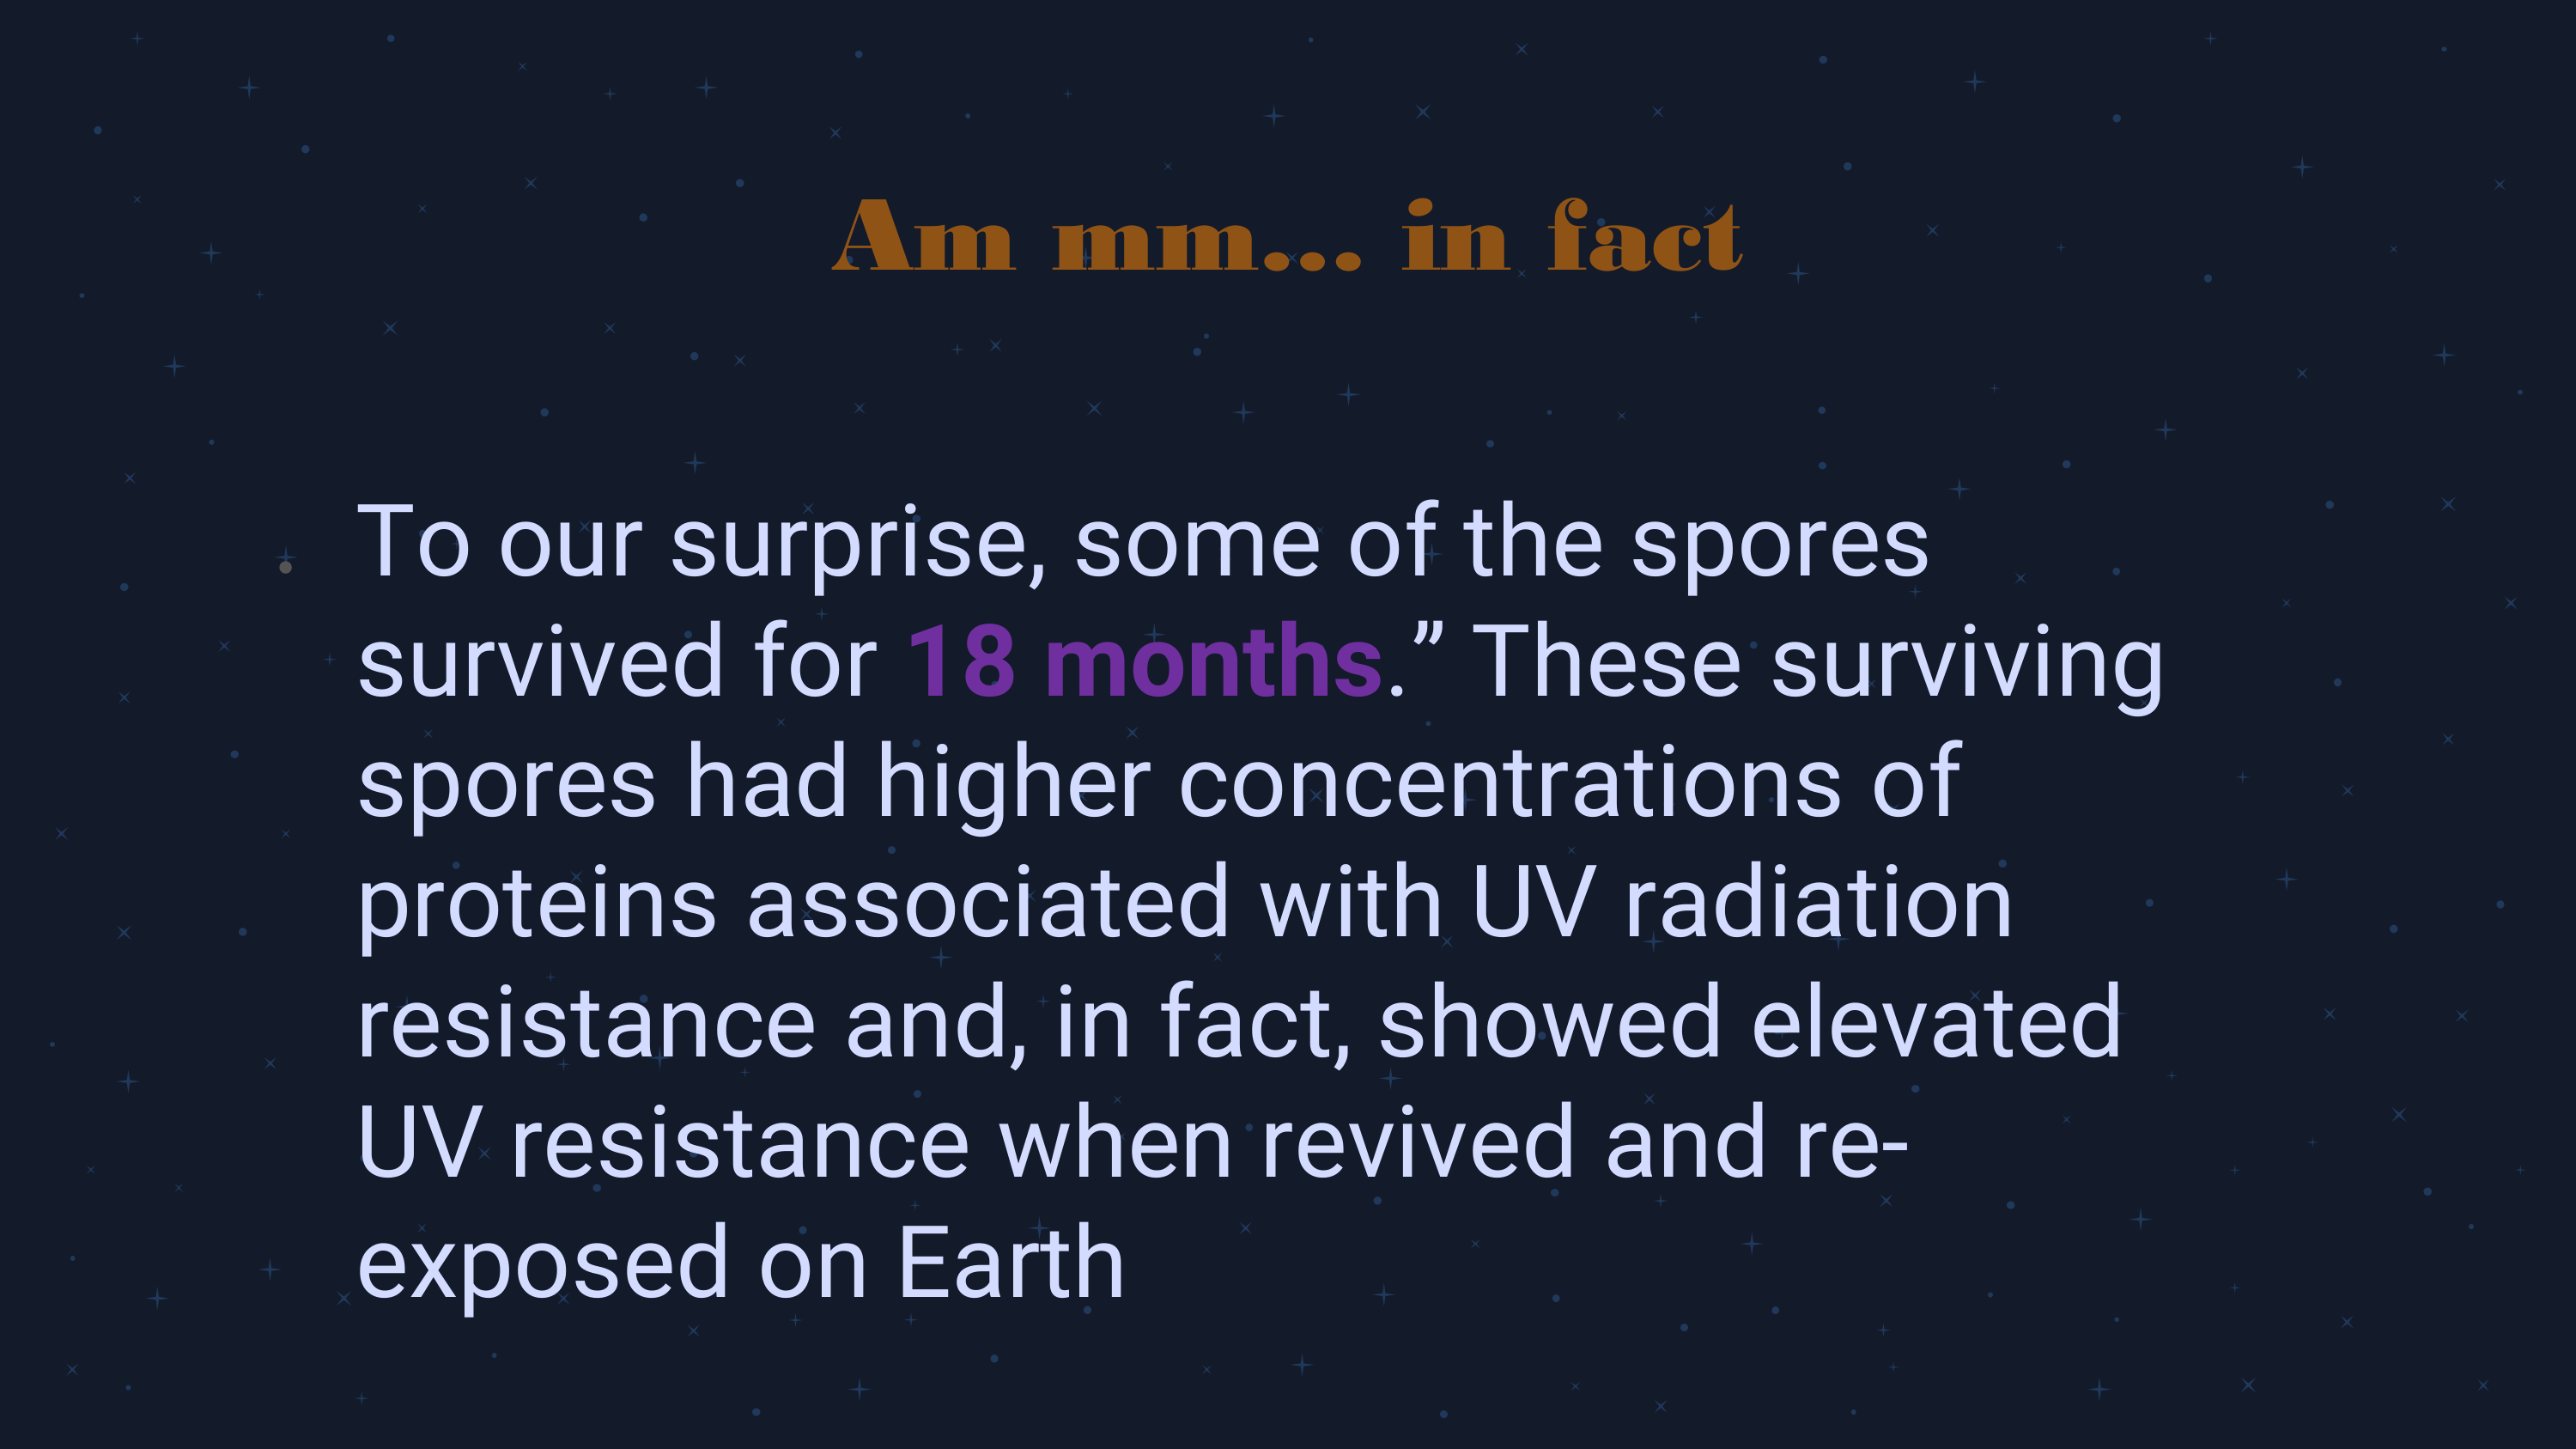 Am mm... in fact
To our surprise, some of the spores
survived for 18 months.” These surviving
spores had higher concentrations of
proteins associated with UV radiation
resistance and, in fact, showed elevated
UV resistance when revived and re-
exposed on Earth